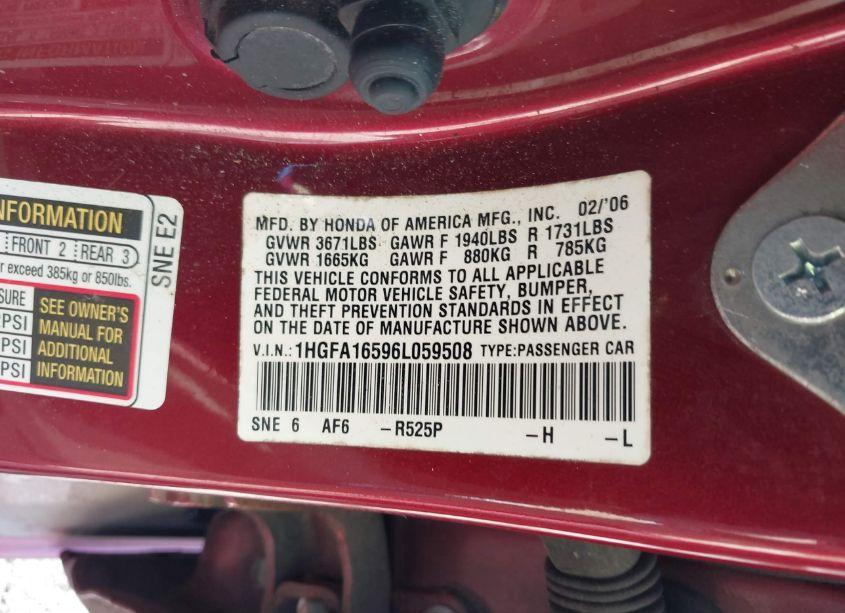 INFORMATION
FRONT 2 REAR 3
r exceed 385kg or 850lbs.
SURE
PSI
PSI
PSI
SEE OWNER'S
MANUAL FOR
ADDITIONAL
INFORMATION
SNE E2
MFD. BY HONDA OF AMERICA MFG., INC. 02/'06
GVWR 3671LBS GAWR F 1940LBS R 1731LBS
GVWR 1665KG GAWR F 880KG R 785KG
THIS VEHICLE CONFORMS TO ALL APPLICABLE
FEDERAL MOTOR VEHICLE SAFETY, BUMPER,
AND THEFT PREVENTION STANDARDS IN EFFECT
ON THE DATE OF MANUFACTURE SHOWN ABOVE.
V.I.N.: 1HGFA16596L059508 TYPE:PASSENGER CAR
SNE 6 AF6 -R525P -H -L